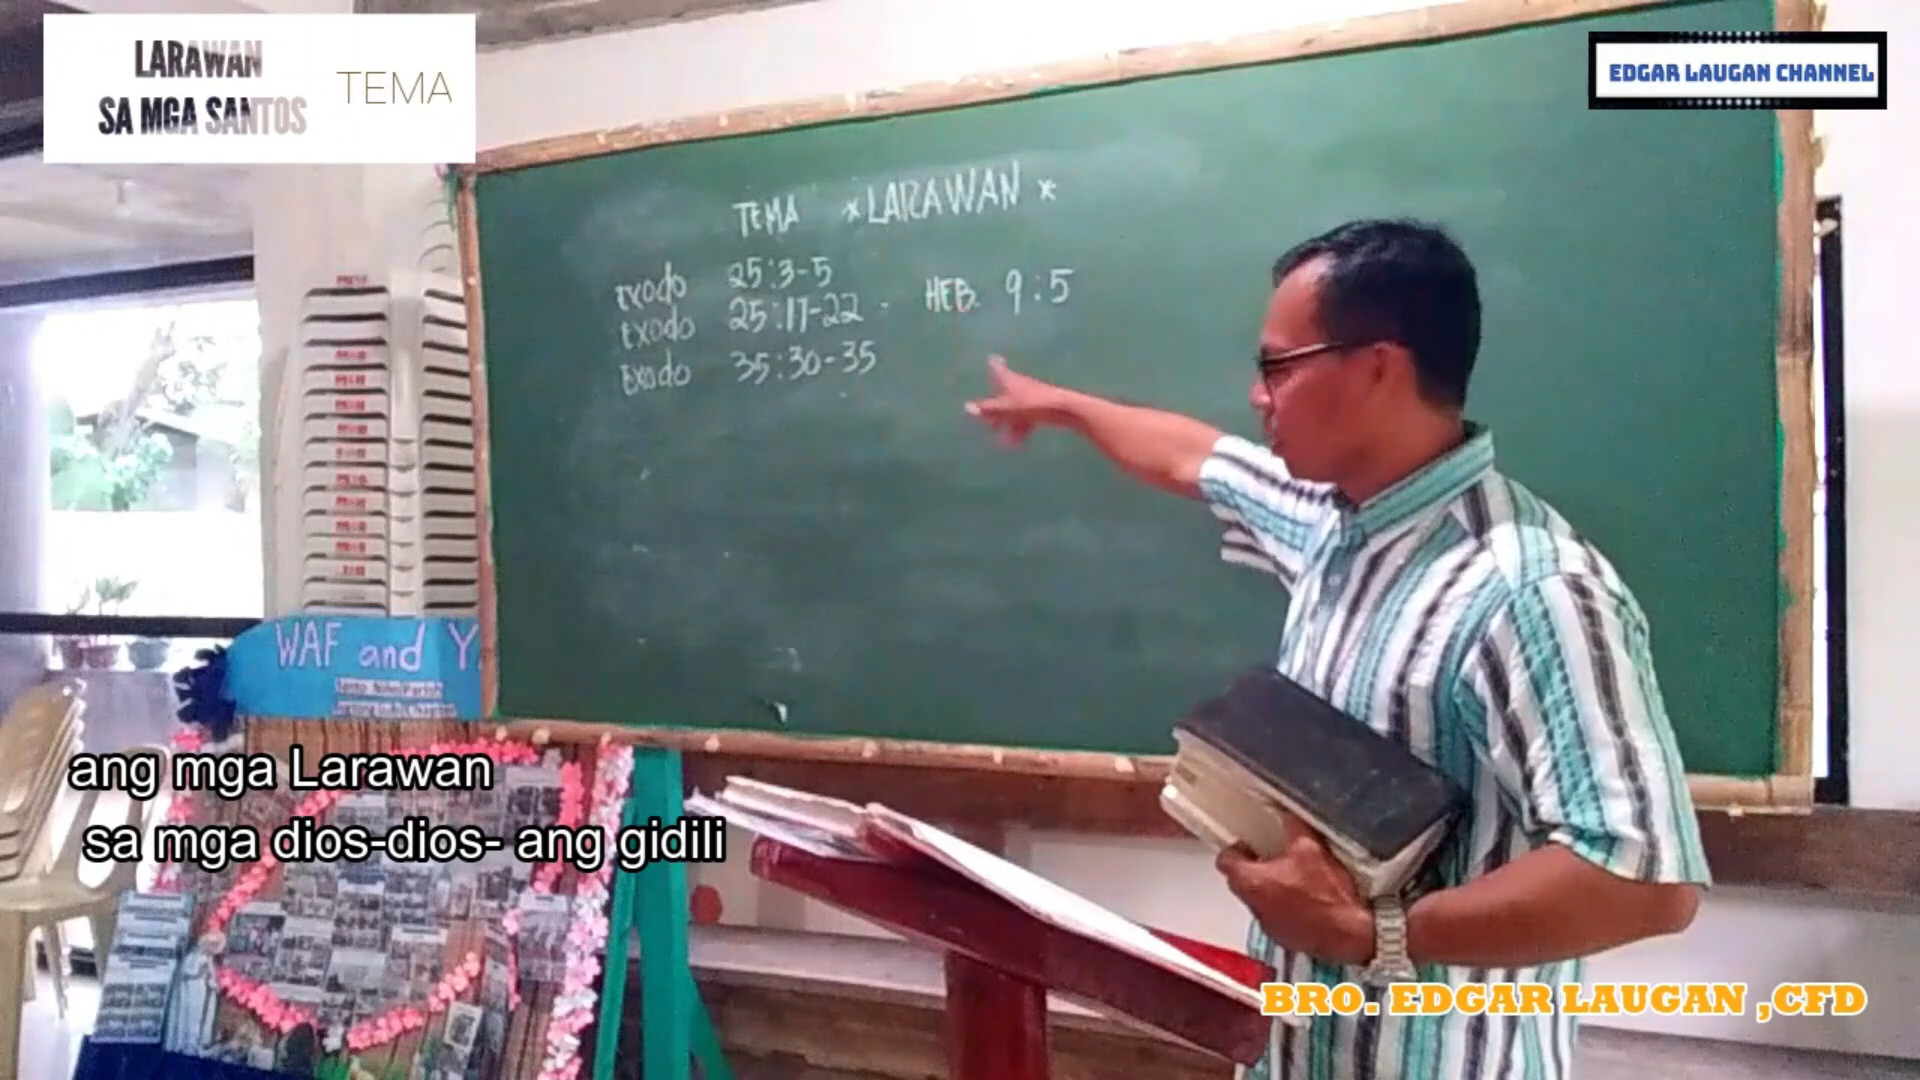 LARAWAN
SA MGA SANTOS
TEMA
EDGAR LAUGAN CHANNEL
TEMA * LARAWAN *
Exodo 25:3-5
Exodo 25:17-22 - HEB. 9:5
Exodo 35:30-35
WAF and Y
ang mga Larawan
sa mga dios-dios- ang gidili
BRO. EDGAR LAUGAN ,CFD